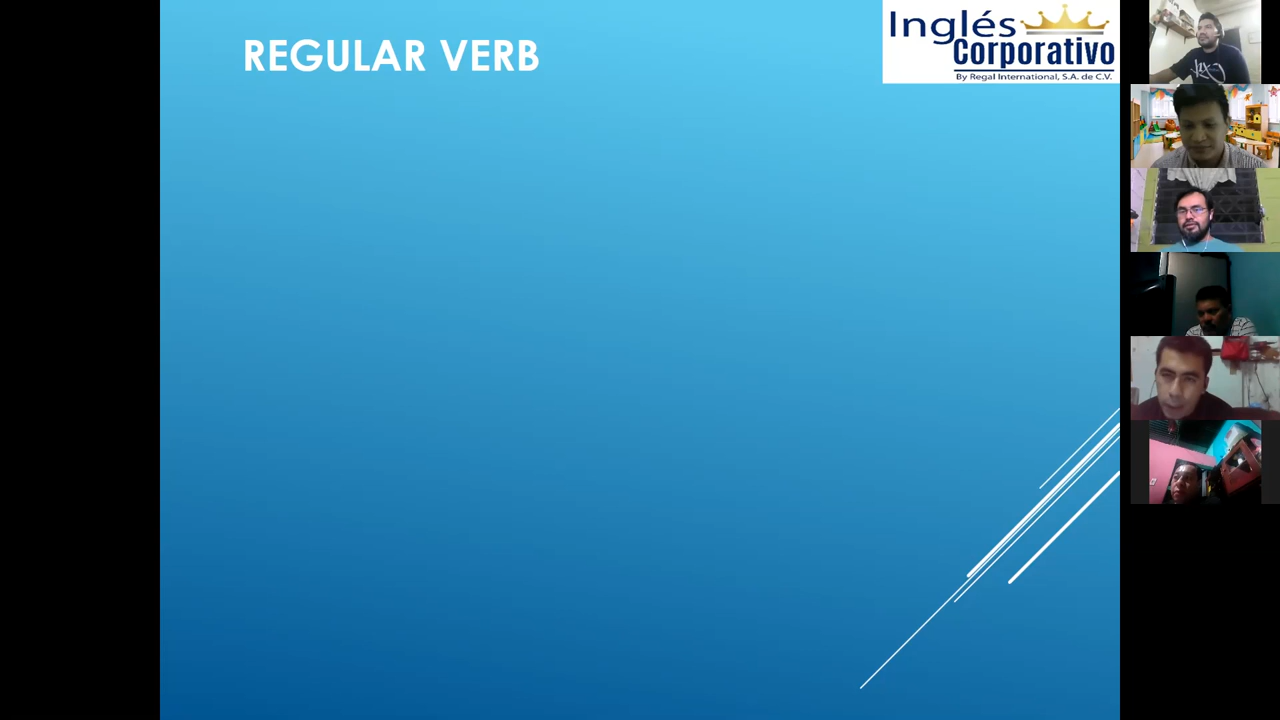 REGULAR VERB
Inglés
Corporativo
By Regal International, S.A. de C.V.